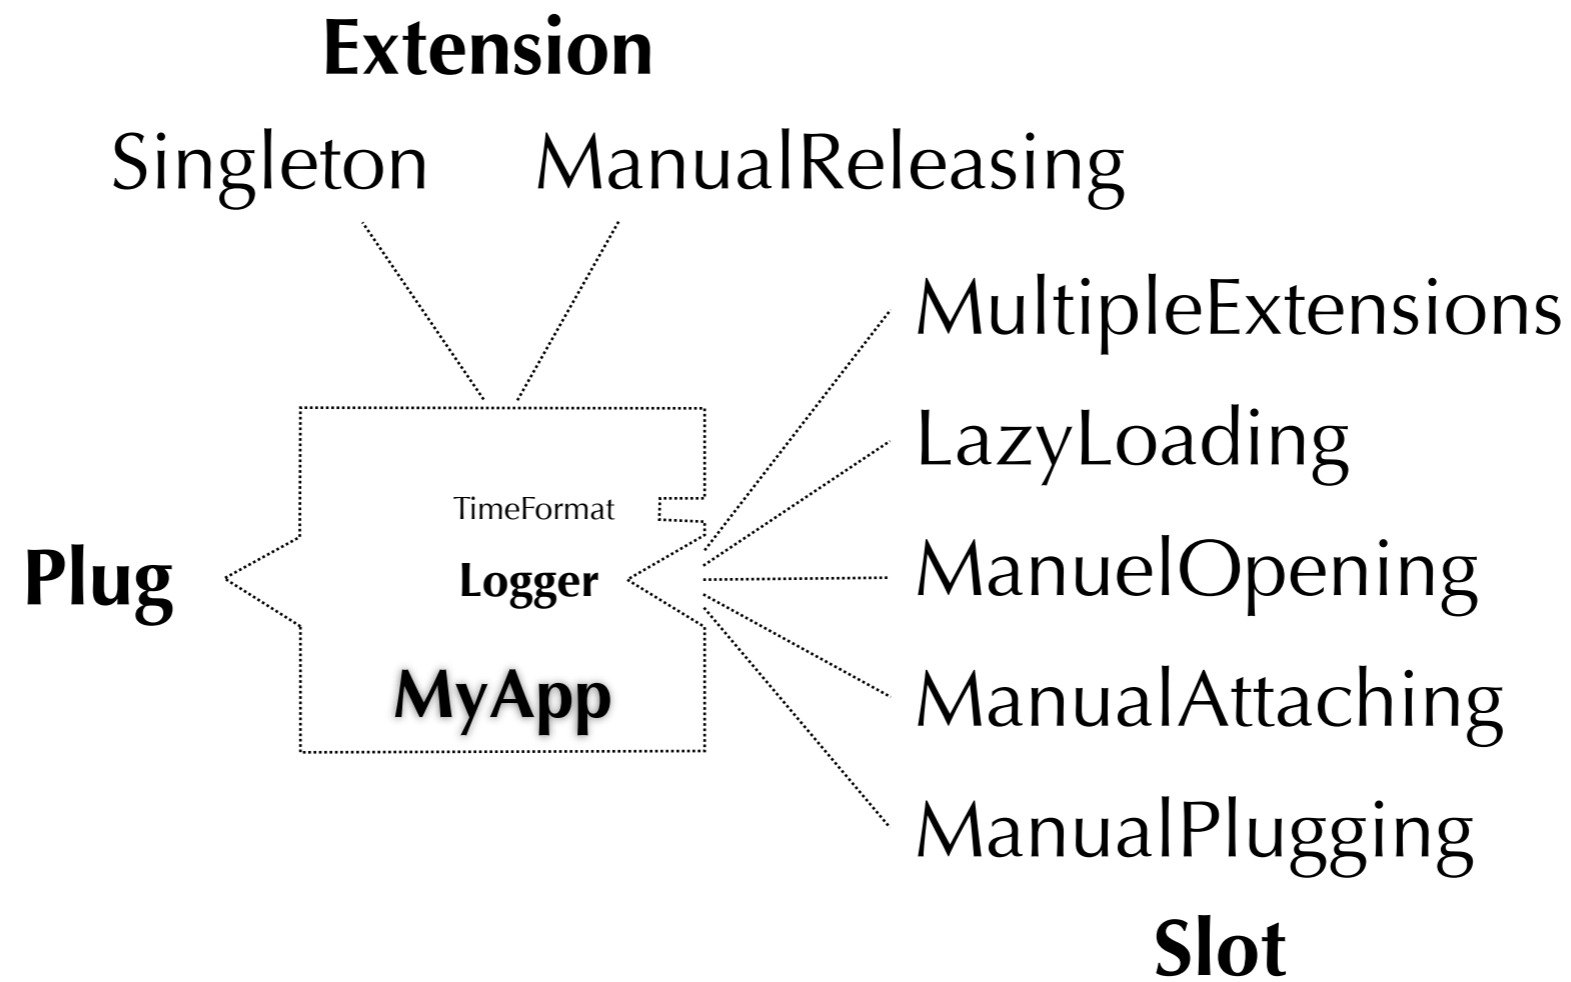 Extension
Singleton ManualReleasing
MultipleExtensions
LazyLoading
TimeFormat
ManuelOpening
Plug
Logger
MyApp
ManualAttaching
ManualPlugging
Slot